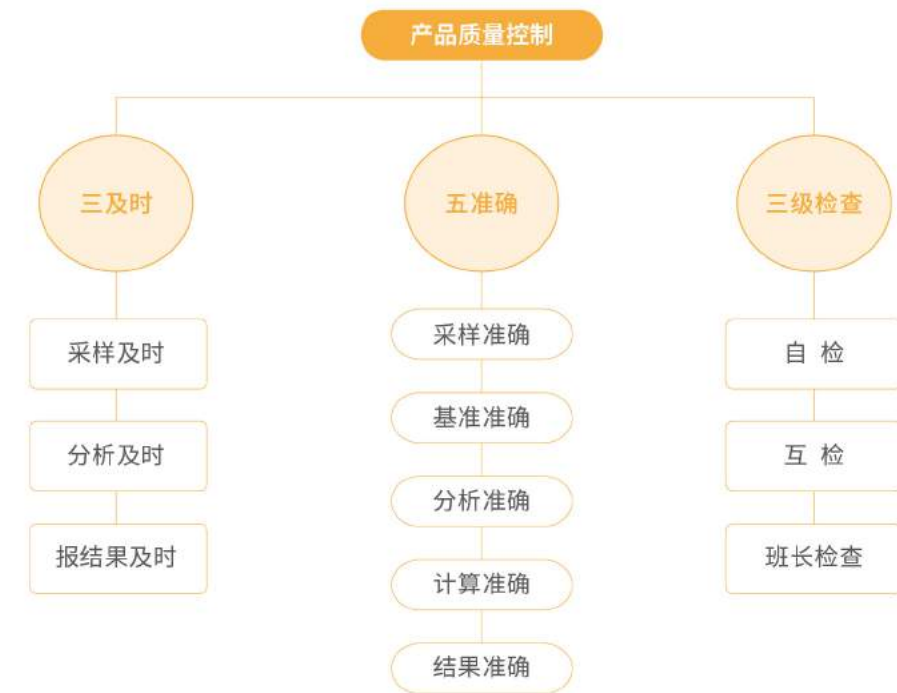 产品质量控制
三及时
五准确
三级检查
采样及时
分析及时
报结果及时
采样准确
基准准确
分析准确
计算准确
结果准确
自 检
互 检
班长检查